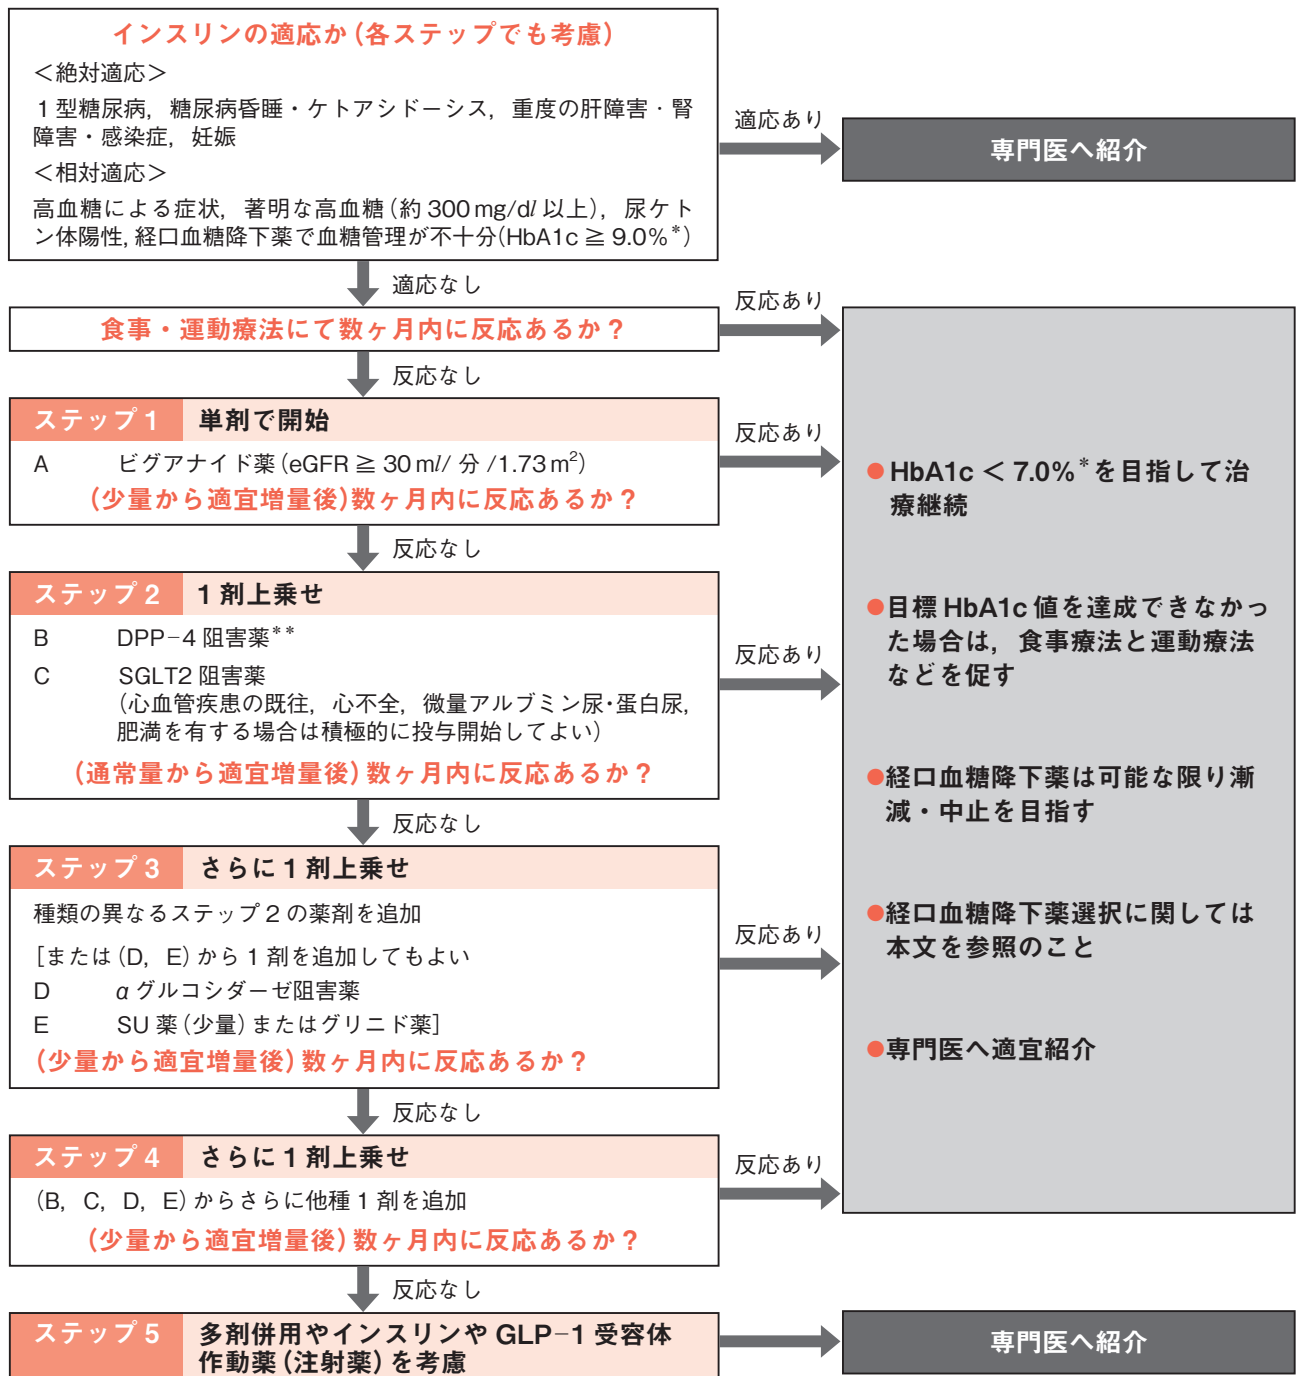 インスリンの適応か(各ステップでも考慮)
＜絶対適応＞
1型糖尿病，糖尿病昏睡・ケトアシドーシス，重度の肝障害・腎
障害・感染症，妊娠
＜相対適応＞
高血糖による症状，著明な高血糖(約300mg/dl以上)，尿ケト
ン体陽性，経口血糖降下薬で血糖管理が不十分(HbA1c≧9.0%*)
適応あり
専門医へ紹介
適応なし
食事・運動療法にて数ヶ月内に反応あるか？
反応あり
反応なし
ステップ1 単剤で開始
A ビグアナイド薬(eGFR≧30ml/分/1.73m²)
(少量から適宜増量後)数ヶ月内に反応あるか？
反応あり
反応なし
ステップ2 1剤上乗せ
B DPP-4阻害薬**
C SGLT2阻害薬
(心血管疾患の既往，心不全，微量アルブミン尿・蛋白尿，
肥満を有する場合は積極的に投与開始してよい)
(通常量から適宜増量後)数ヶ月内に反応あるか？
反応あり
反応なし
ステップ3 さらに1剤上乗せ
種類の異なるステップ2の薬剤を追加
[または(D，E)から1剤を追加してもよい
D αグルコシダーゼ阻害薬
E SU薬(少量)またはグリニド薬]
(少量から適宜増量後)数ヶ月内に反応あるか？
反応あり
反応なし
ステップ4 さらに1剤上乗せ
(B，C，D，E)からさらに他種1剤を追加
(少量から適宜増量後)数ヶ月内に反応あるか？
反応あり
反応なし
●HbA1c＜7.0%*を目指して治
療継続
●目標HbA1c値を達成できなかっ
た場合は，食事療法と運動療法
などを促す
●経口血糖降下薬は可能な限り漸
減・中止を目指す
●経口血糖降下薬選択に関しては
本文を参照のこと
●専門医へ適宜紹介
ステップ5 多剤併用やインスリンやGLP-1受容体
作動薬(注射薬)を考慮
専門医へ紹介